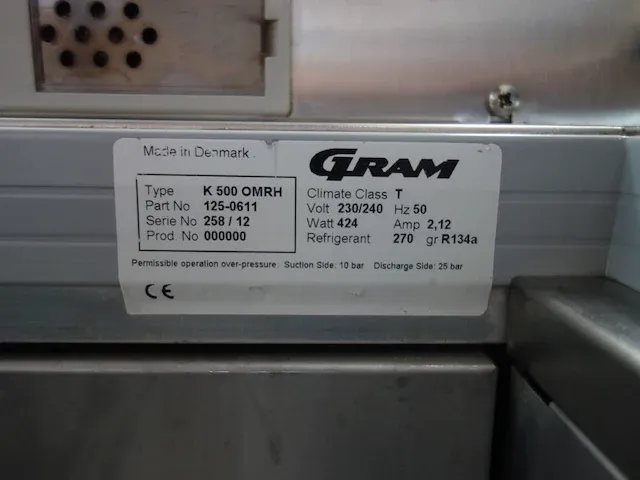 Made in Denmark.
GRAM
Type K 500 OMRH
Part No 125-0611
Serie No 258 / 12
Prod. No 000000
Climate Class T
Volt 230/240 Hz 50
Watt 424 Amp 2,12
Refrigerant 270 gr R134a
Permissible operation over-pressure: Suction Side: 10 bar Discharge Side: 25 bar
CE